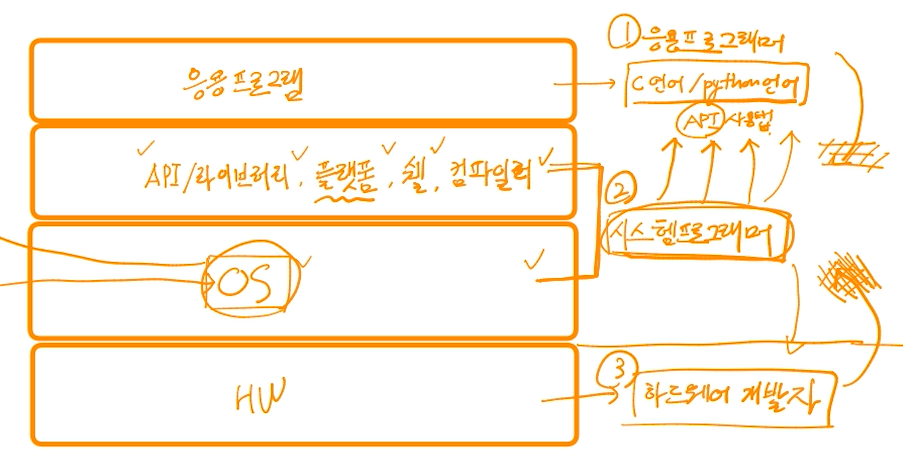 ① 응용프로그래머
응용프로그램
C언어/python언어
API 사용법
API/라이브러리, 플랫폼, 쉘, 컴파일러
② 시스템프로그래머
OS
HW
③ 하드웨어 개발자